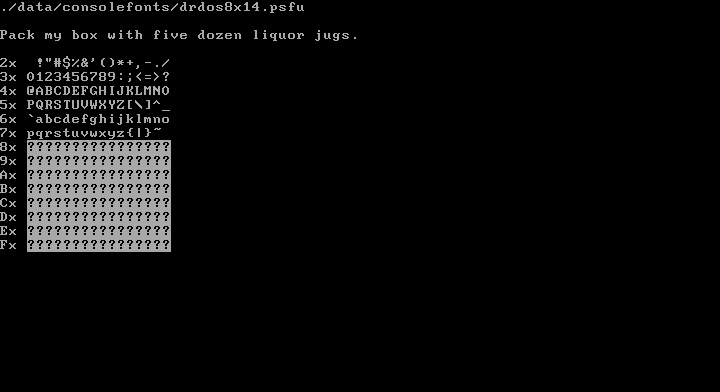 ./data/consolefonts/drdos8x14.psfu
Pack my box with five dozen liquor jugs.
2x  !"#$%&'()*+,-./
3x 0123456789:;<=>?
4x @ABCDEFGHIJKLMNO
5x PQRSTUVWXYZ[\]^_
6x `abcdefghijklmno
7x pqrstuvwxyz{|}~
8x ????????????????
9x ????????????????
Ax ????????????????
Bx ????????????????
Cx ????????????????
Dx ????????????????
Ex ????????????????
Fx ????????????????